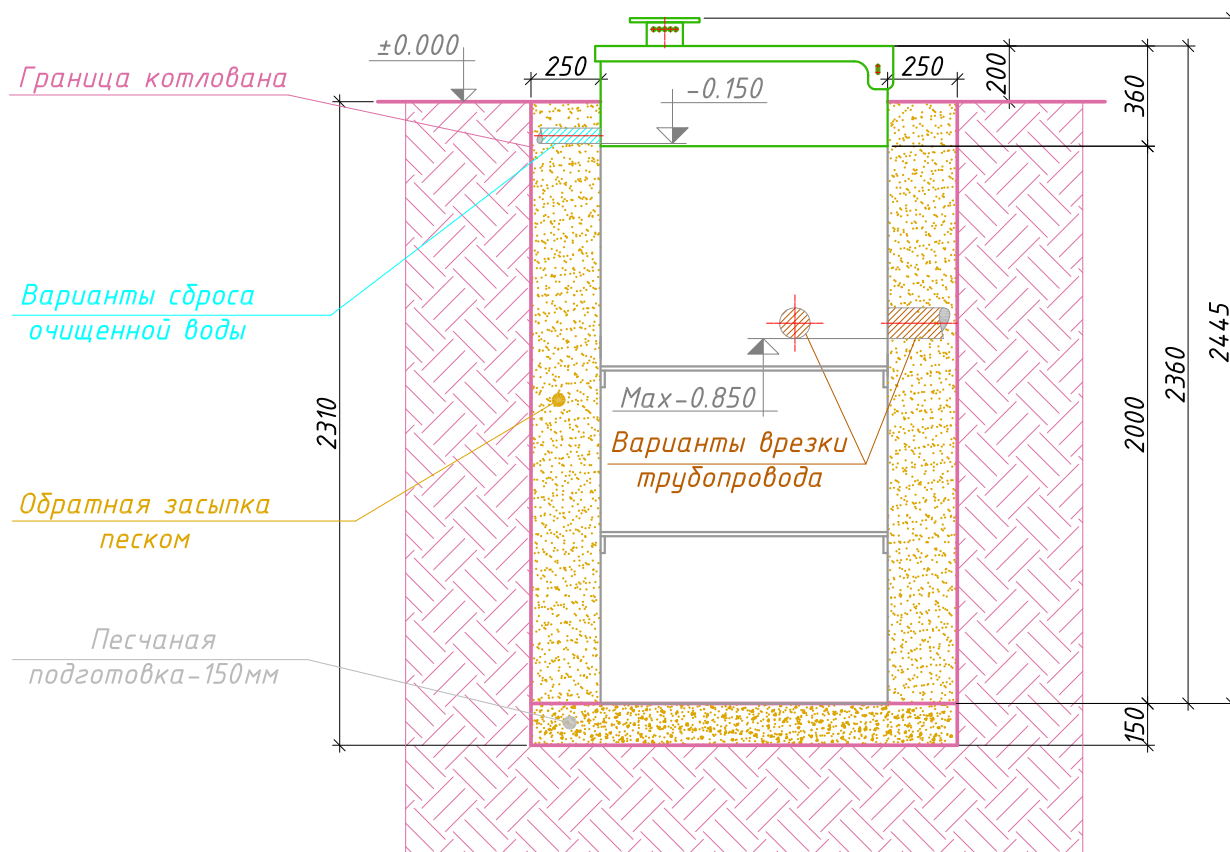 ±0.000
Граница котлована
250
250
-0.150
200
360
Варианты сброса
очищенной воды
2445
2360
2310
2000
Max-0.850
Варианты врезки
трубопровода
Обратная засыпка
песком
Песчаная
подготовка-150мм
150